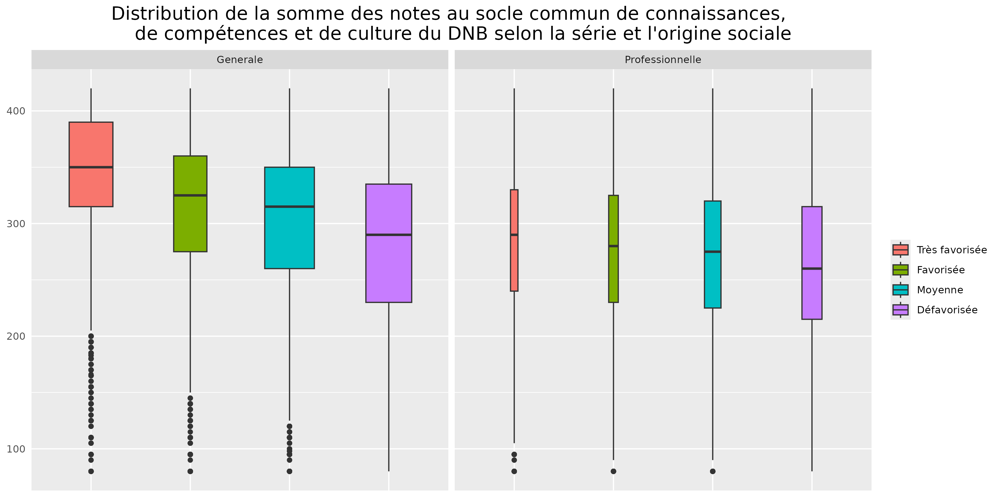 Distribution de la somme des notes au socle commun de connaissances,
de compétences et de culture du DNB selon la série et l'origine sociale
Generale
Professionnelle
400
300
200
100
Très favorisée
Favorisée
Moyenne
Défavorisée